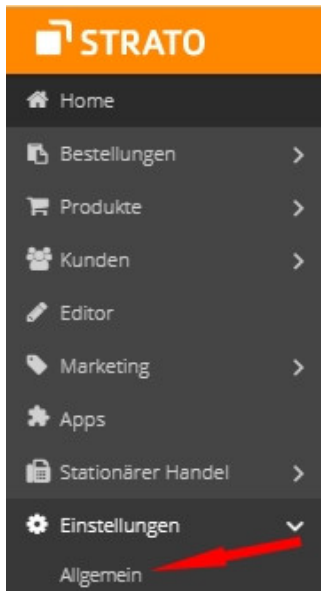 STRATO
Home
Bestellungen
Produkte
Kunden
Editor
Marketing
Apps
Stationärer Handel
Einstellungen
Allgemein